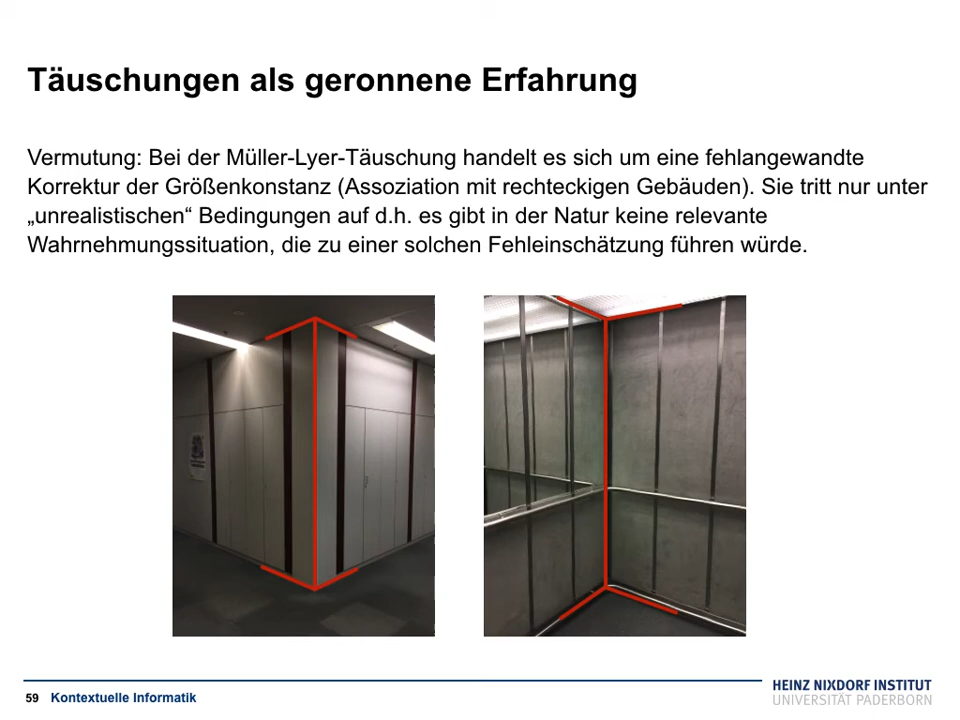 Täuschungen als geronnene Erfahrung
Vermutung: Bei der Müller-Lyer-Täuschung handelt es sich um eine fehlangewandte
Korrektur der Größenkonstanz (Assoziation mit rechteckigen Gebäuden). Sie tritt nur unter
„unrealistischen“ Bedingungen auf d.h. es gibt in der Natur keine relevante
Wahrnehmungssituation, die zu einer solchen Fehleinschätzung führen würde.
59 Kontextuelle Informatik
HEINZ NIXDORF INSTITUT
UNIVERSITÄT PADERBORN